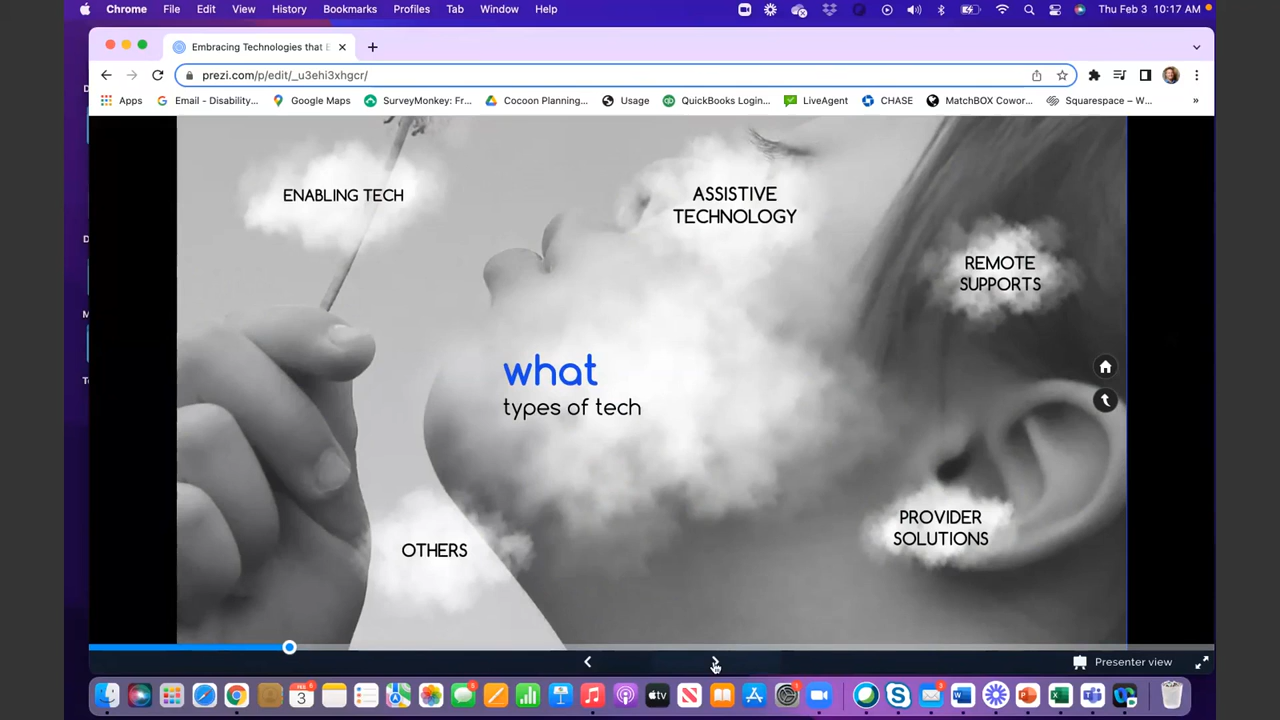 Chrome File Edit View History Bookmarks Profiles Tab Window Help Thu Feb 3 10:17 AM
Embracing Technologies that E
prezi.com/p/edit/_u3ehi3xhgcr/
Apps Email - Disability... Google Maps SurveyMonkey: Fr... Cocoon Planning... Usage QuickBooks Login... LiveAgent CHASE MatchBOX Cowor... Squarespace – W... »
ENABLING TECH
ASSISTIVE
TECHNOLOGY
REMOTE
SUPPORTS
what
types of tech
PROVIDER
SOLUTIONS
OTHERS
Presenter view